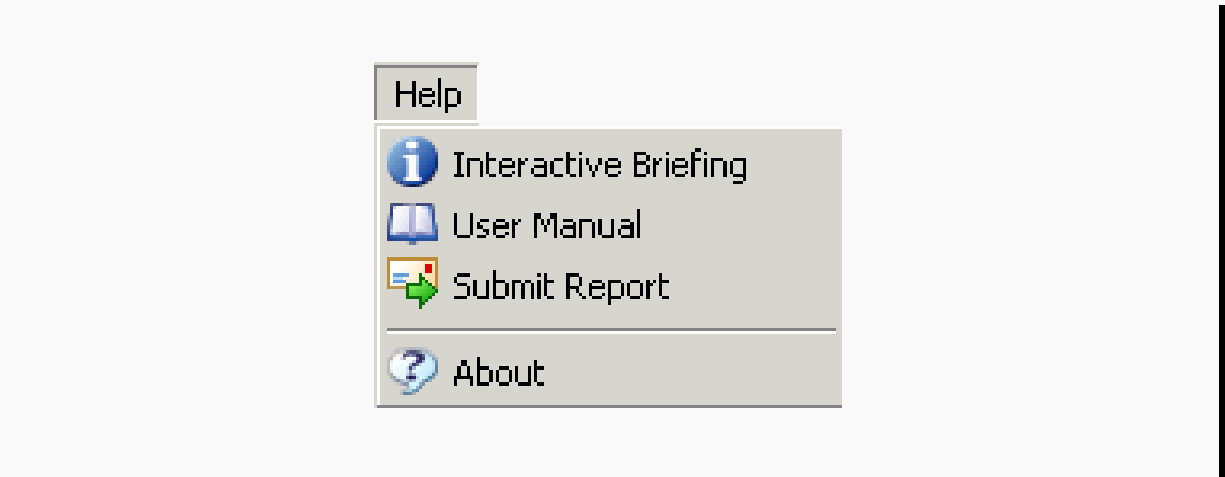 Help
Interactive Briefing
User Manual
Submit Report
About